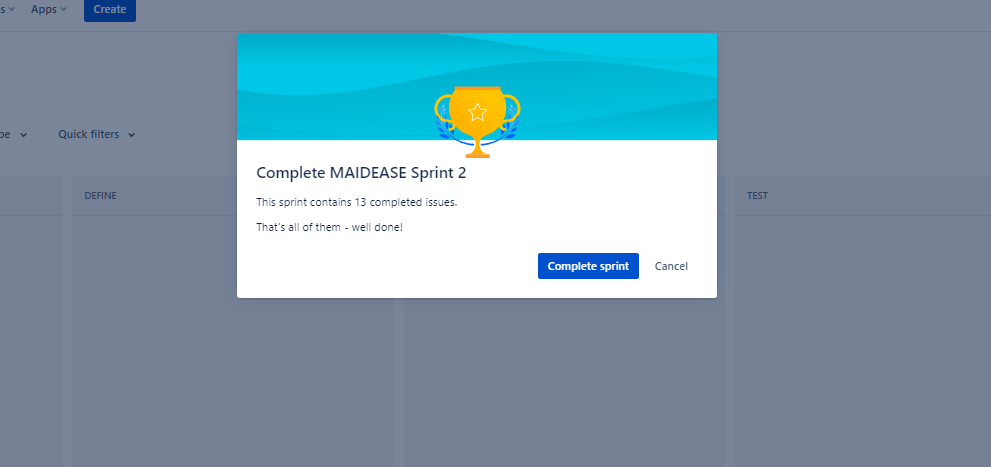 s Apps Create
pe Quick filters
DEFINE
TEST
Complete MAIDEASE Sprint 2
This sprint contains 13 completed issues.
That's all of them - well done!
Complete sprint Cancel